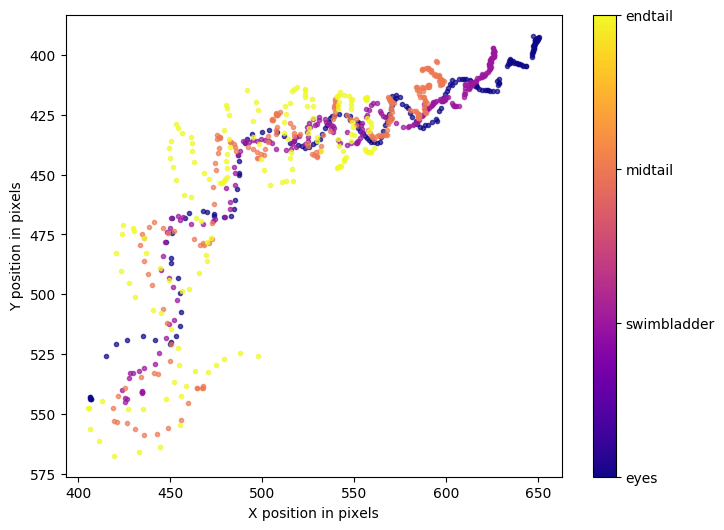 Y position in pixels
400
425
450
475
500
525
550
575
400
450
500
550
600
650
X position in pixels
endtail
midtail
swimbladder
eyes